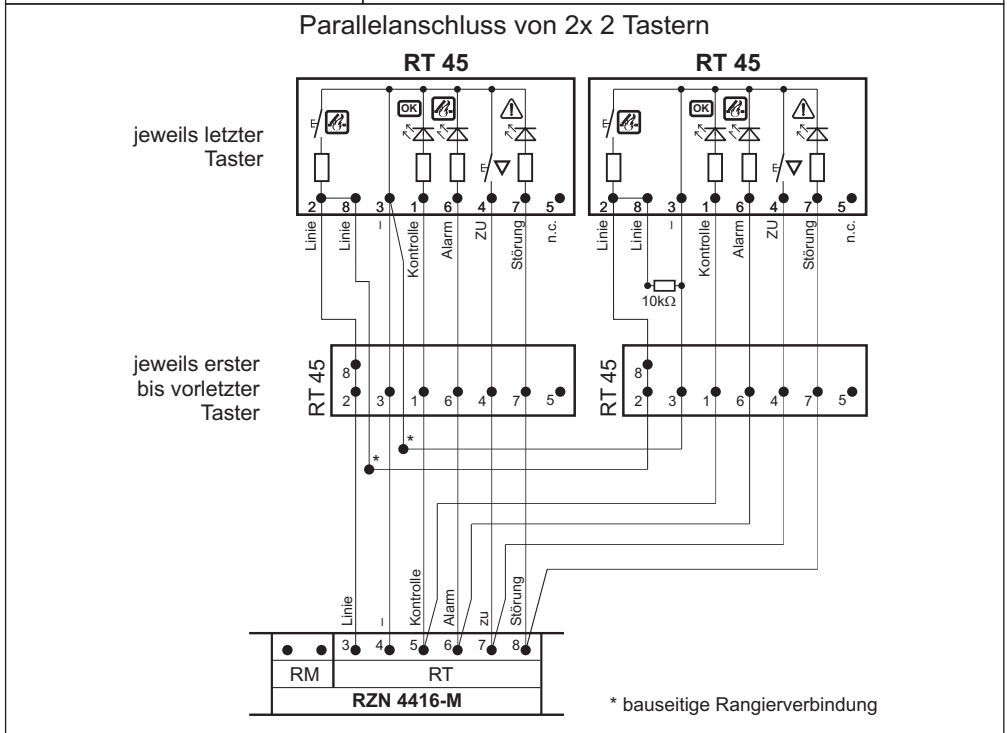 Parallelanschluss von 2x 2 Tastern
RT 45 RT 45
jeweils letzter
Taster
OK OK
2 8 3 1 6 4 7 5 2 8 3 1 6 4 7 5
Linie Linie – Kontrolle Alarm ZU Störung n.c. Linie Linie – Kontrolle Alarm ZU Störung n.c.
10kΩ
jeweils erster
bis vorletzter
Taster
RT 45 8 RT 45 8
2 3 1 6 4 7 5 2 3 1 6 4 7 5
*
*
Linie – Kontrolle Alarm zu Störung
3 4 5 6 7 8
RM RT
RZN 4416-M
* bauseitige Rangierverbindung